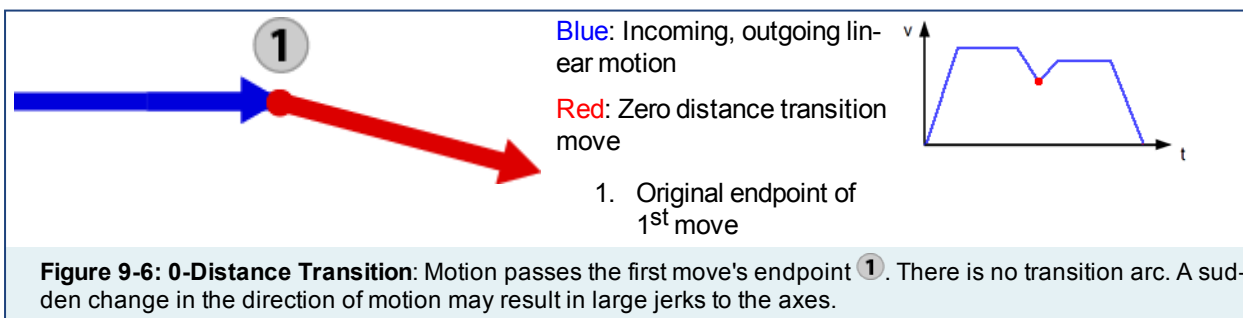 1
Blue: Incoming, outgoing lin-
ear motion
Red: Zero distance transition
move
1. Original endpoint of
1st move
v
t
Figure 9-6: 0-Distance Transition: Motion passes the first move's endpoint 1. There is no transition arc. A sud-
den change in the direction of motion may result in large jerks to the axes.